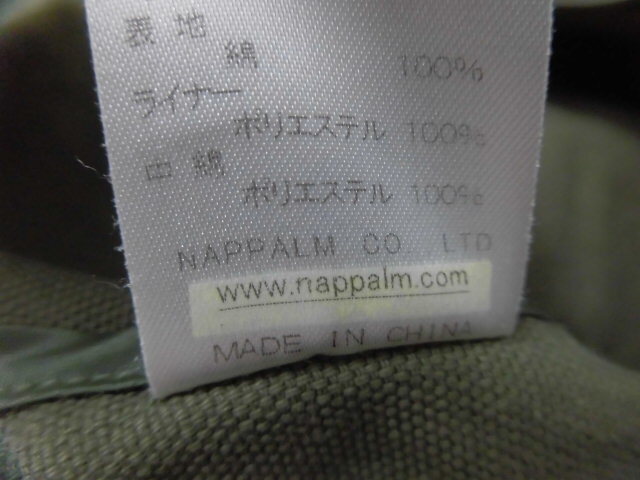 表地
綿 100%
ライナー
ポリエステル 100%
中綿
ポリエステル 100%
NAPPALM CO. LTD
www.nappalm.com
MADE IN CHINA